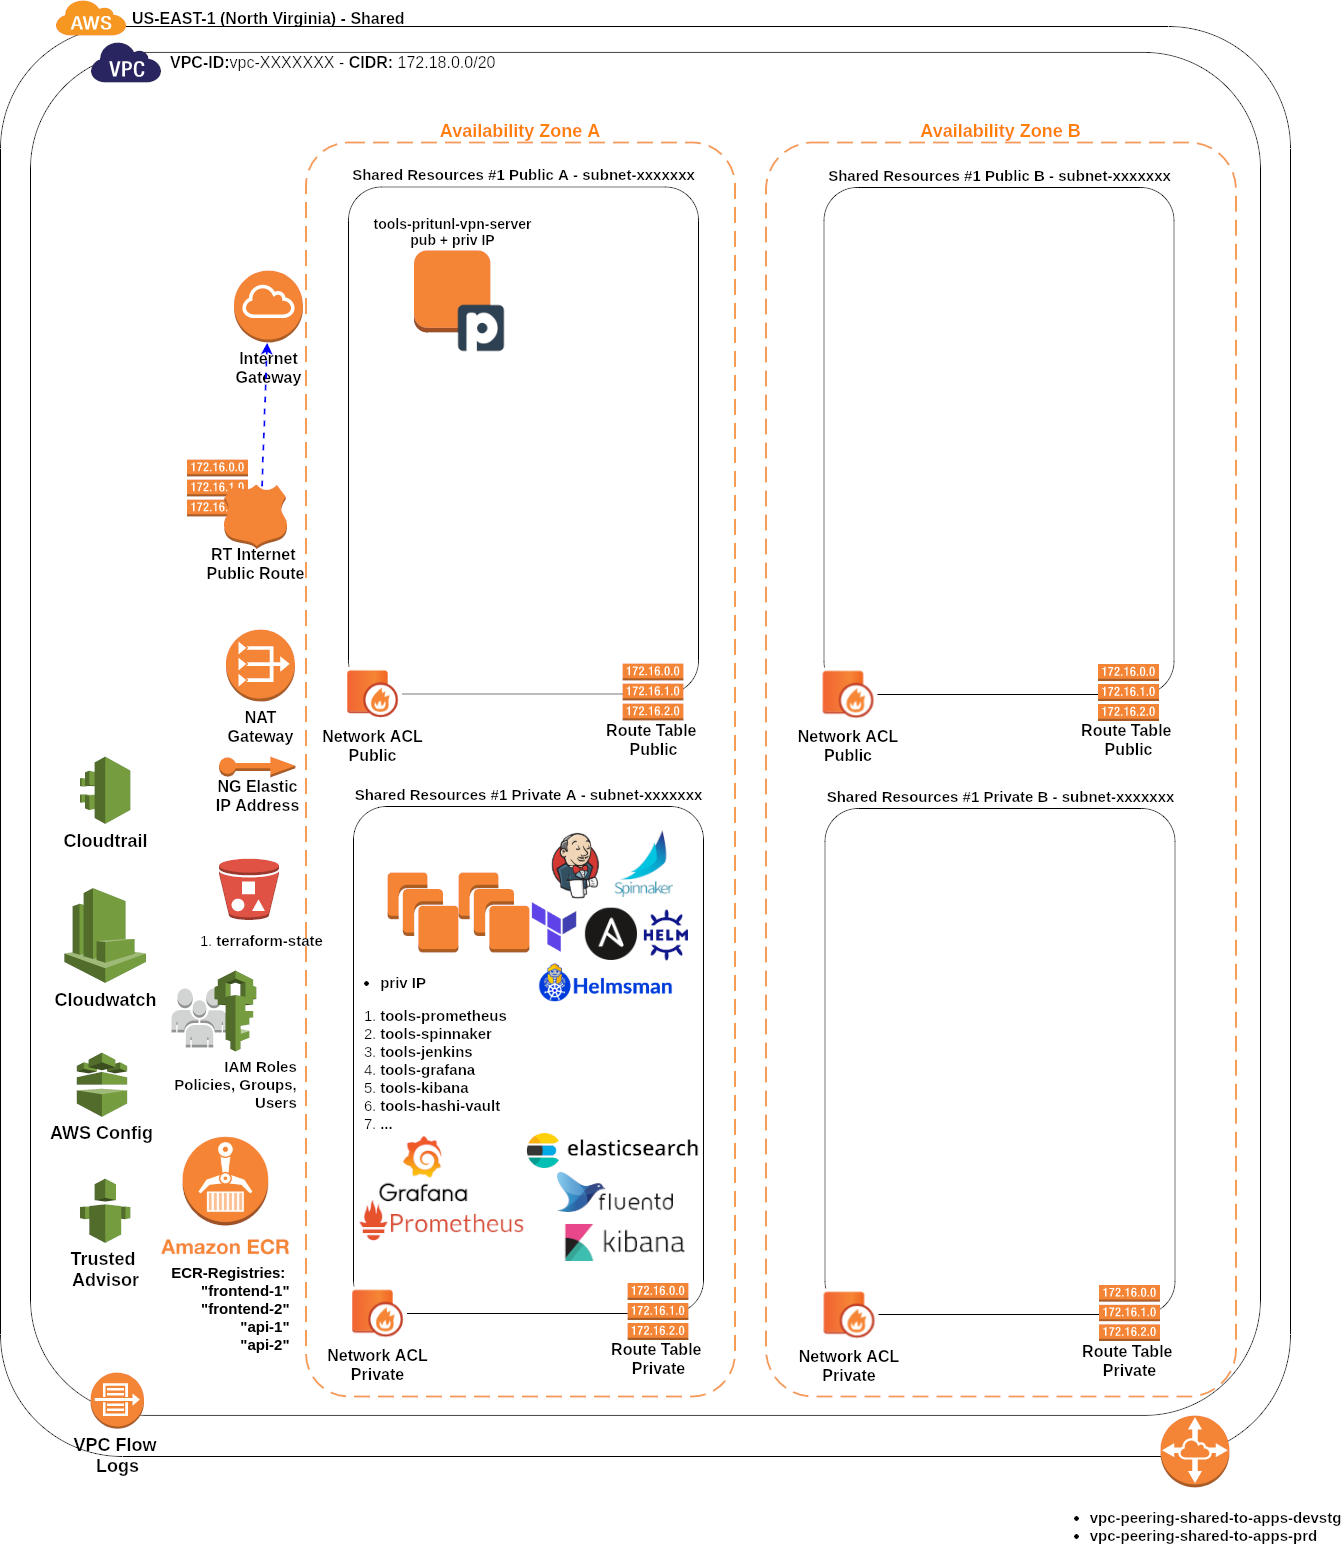 AWS
US-EAST-1 (North Virginia) - Shared
VPC
VPC-ID:vpc-XXXXXXX - CIDR: 172.18.0.0/20
Availability Zone A
Availability Zone B
Shared Resources #1 Public A - subnet-xxxxxxx
Shared Resources #1 Public B - subnet-xxxxxxx
tools-pritunl-vpn-server
pub + priv IP
Internet
Gateway
172.16.0.0
172.16.1.0
172.16.
RT Internet
Public Route
NAT
Gateway
NG Elastic
IP Address
172.16.0.0
172.16.1.0
172.16.2.0
Network ACL
Public
Route Table
Public
172.16.0.0
172.16.1.0
172.16.2.0
Network ACL
Public
Route Table
Public
Cloudtrail
Cloudwatch
AWS Config
Trusted
Advisor
1. terraform-state
IAM Roles
Policies, Groups,
Users
Amazon ECR
ECR-Registries:
"frontend-1"
"frontend-2"
"api-1"
"api-2"
Shared Resources #1 Private A - subnet-xxxxxxx
Spinnaker
HELM
Helmsman
• priv IP
1. tools-prometheus
2. tools-spinnaker
3. tools-jenkins
4. tools-grafana
5. tools-kibana
6. tools-hashi-vault
7. ...
Grafana
Prometheus
elasticsearch
fluentd
kibana
172.16.0.0
172.16.1.0
172.16.2.0
Network ACL
Private
Route Table
Private
Shared Resources #1 Private B - subnet-xxxxxxx
172.16.0.0
172.16.1.0
172.16.2.0
Network ACL
Private
Route Table
Private
VPC Flow
Logs
• vpc-peering-shared-to-apps-devstg
• vpc-peering-shared-to-apps-prd